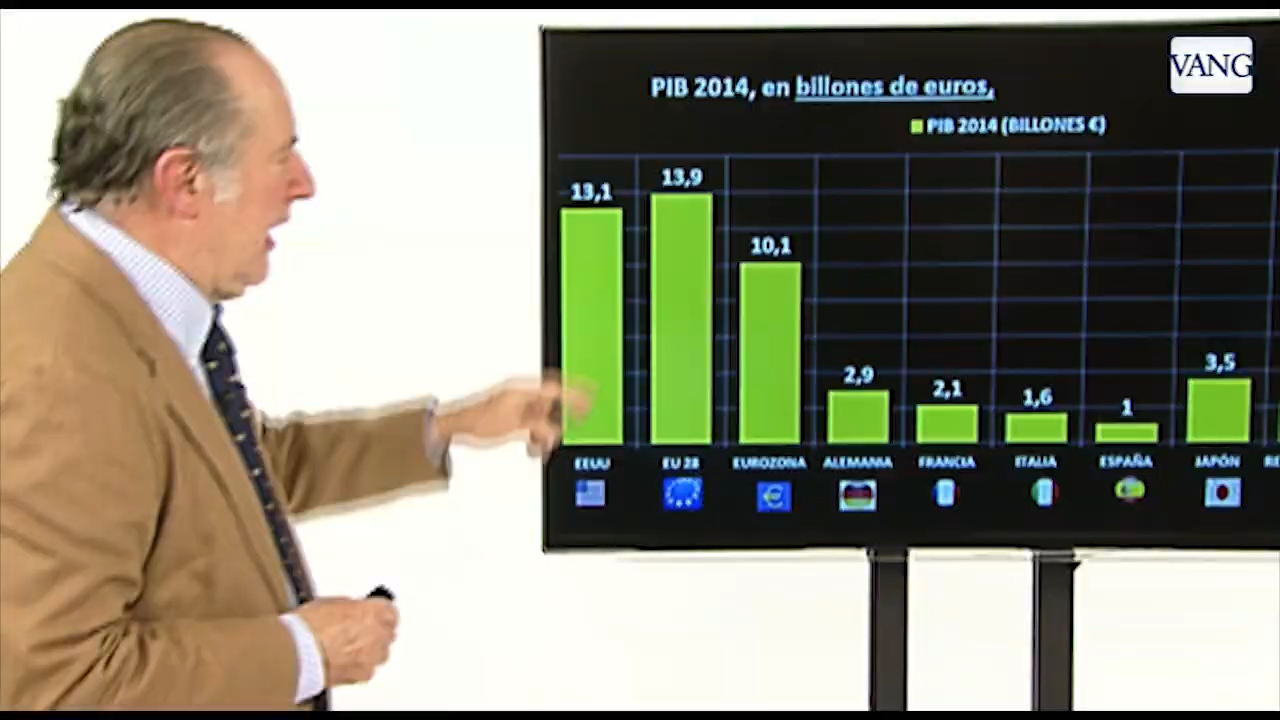 VANG
PIB 2014, en billones de euros,
PIB 2014 (BILLONES €)
13,1
13,9
10,1
2,9
2,1
1,6
1
3,5
EEUU
EU 28
EUROZONA
ALEMANIA
FRANCIA
ITALIA
ESPAÑA
JAPÓN